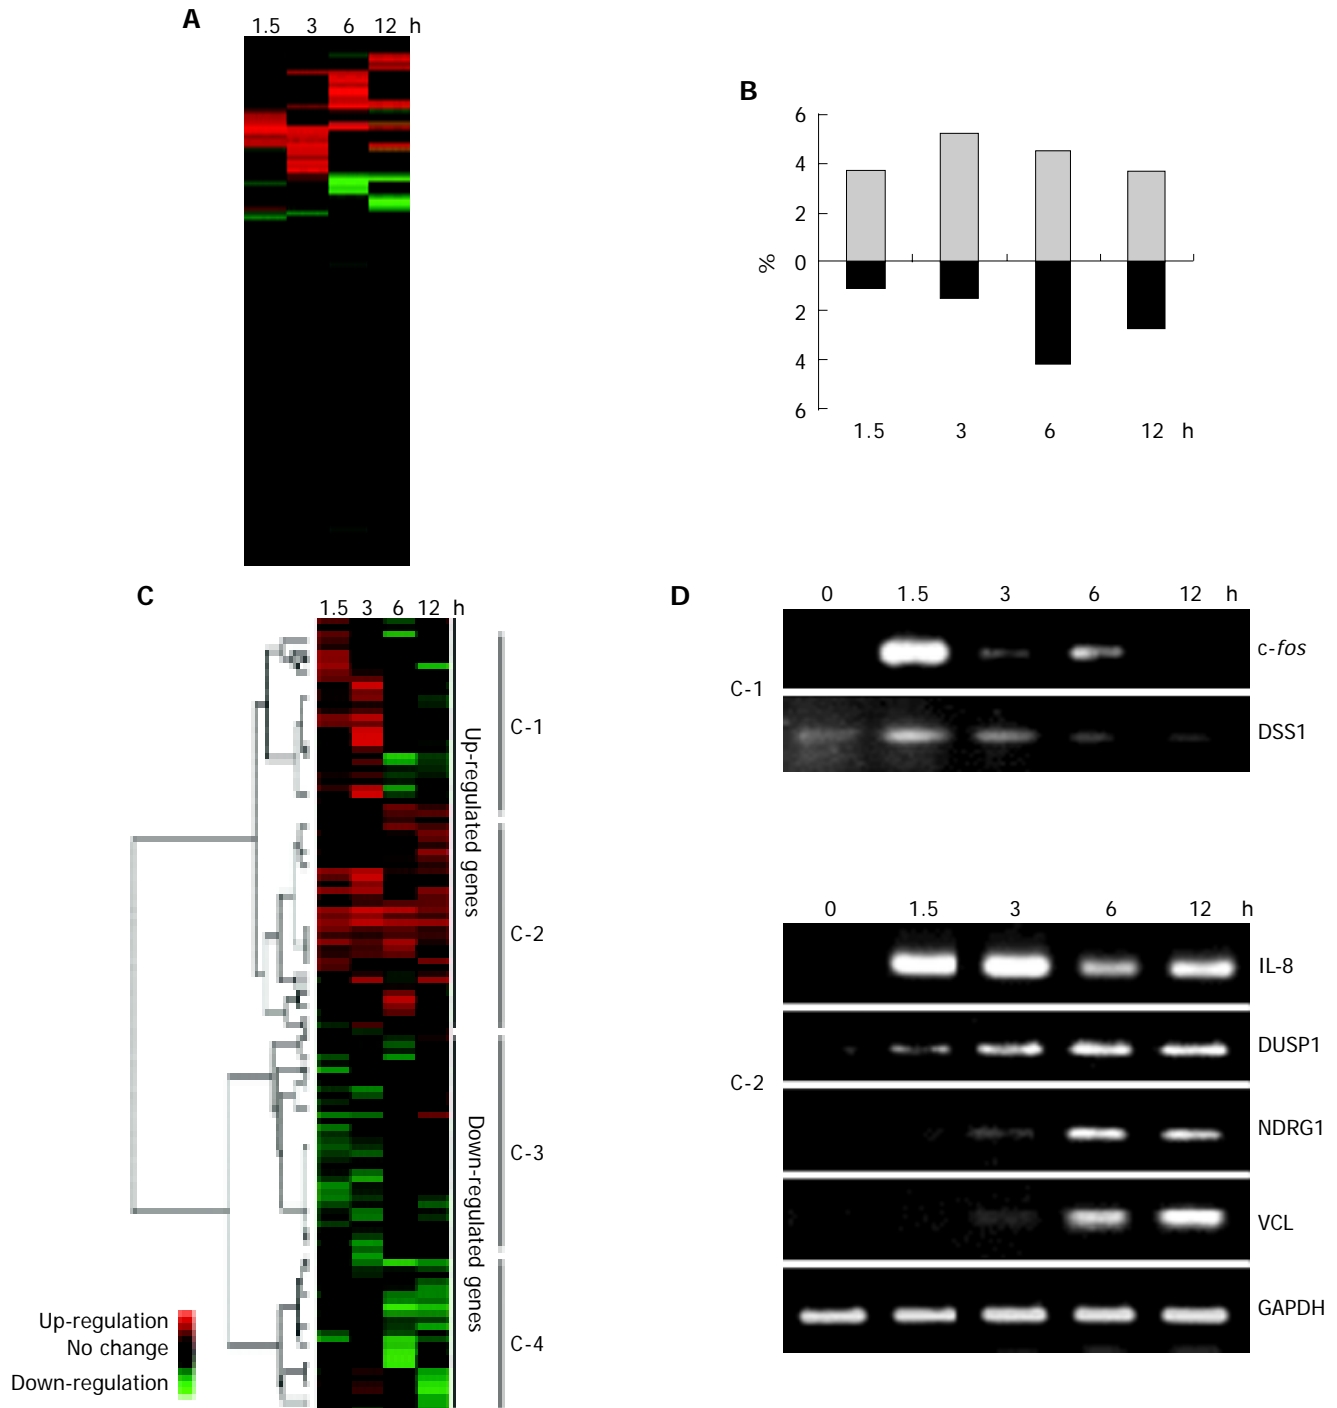 A
1.5 3 6 12 h
B
6
4
2
0
2
4
6
%
1.5 3 6 12 h
C
1.5 3 6 12 h
Up-regulated genes
Down-regulated genes
C-1
C-2
C-3
C-4
Up-regulation
No change
Down-regulation
D
0 1.5 3 6 12 h
C-1
c-fos
DSS1
0 1.5 3 6 12 h
C-2
IL-8
DUSP1
NDRG1
VCL
GAPDH